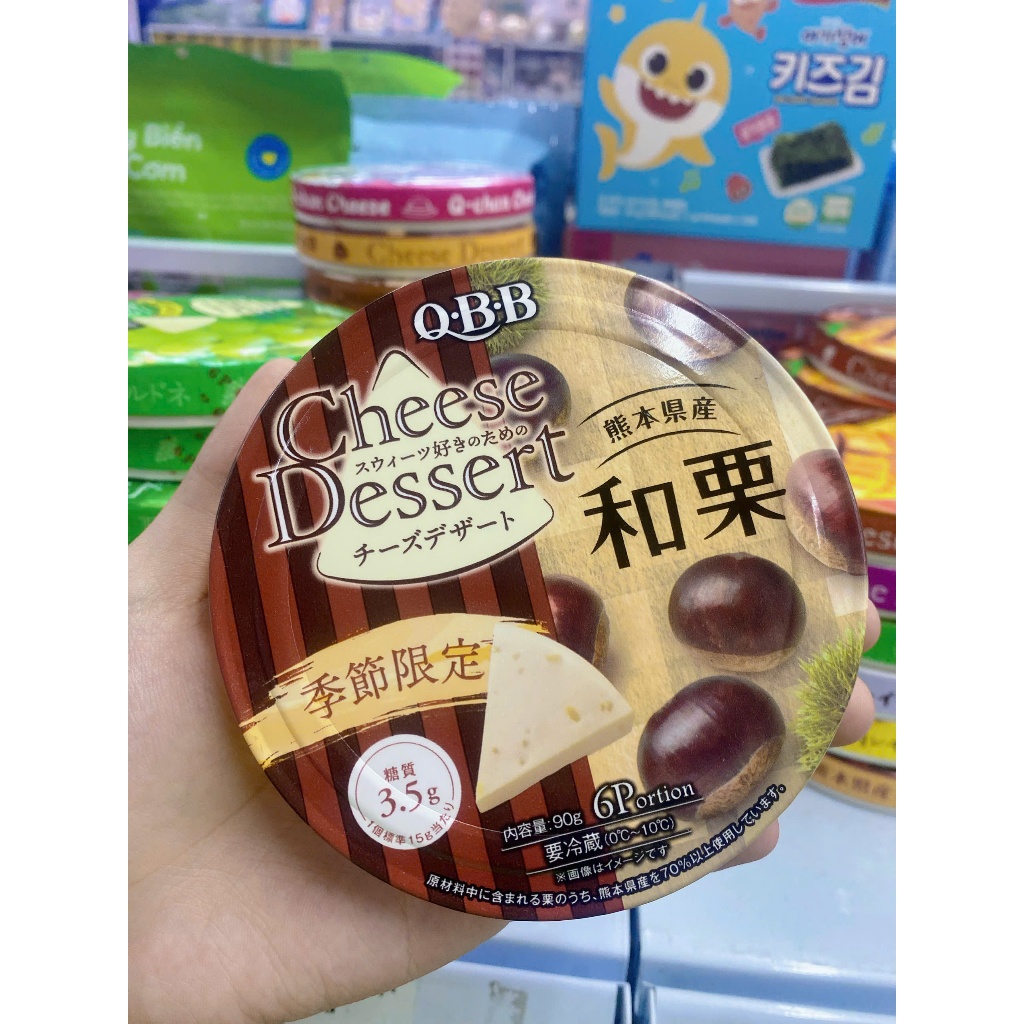 키즈김
Biển
Com
Cheese
Q-chan
Cheese Dessert
Q・B・B
Cheese
スウィーツ好きのための
Dessert
チーズデザート
熊本県産
和栗
季節限定
糖質
3.5g
1個標準15g当たり
内容量:90g
6Portion
要冷蔵(0℃~10℃)
※画像はイメージです
原材料中に含まれる栗のうち、熊本県産を70%以上使用しています。
ルドネ